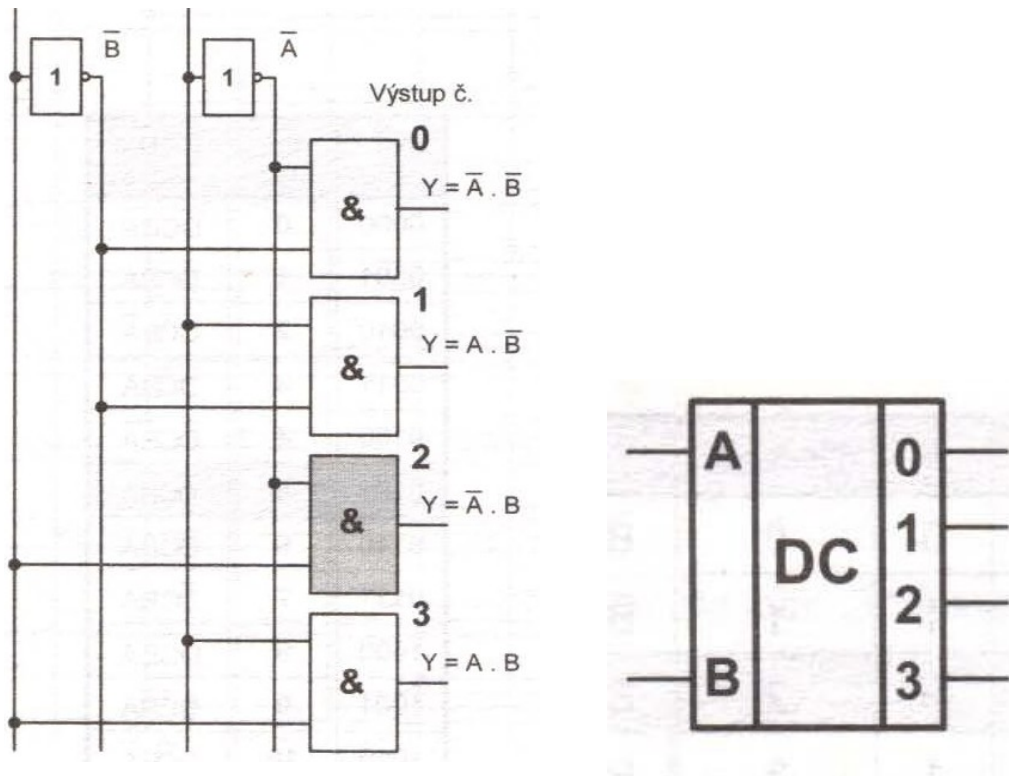 B̅
A̅
1
1
Výstup č.
0
&
Y = A̅ . B̅
1
&
Y = A . B̅
2
&
Y = A̅ . B
3
&
Y = A . B
A
B
DC
0
1
2
3